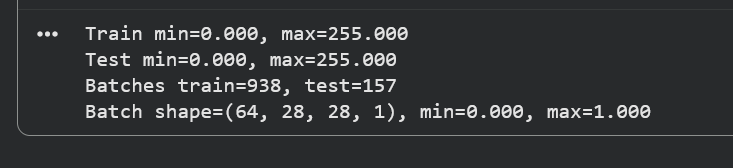 Train min=0.000, max=255.000
Test min=0.000, max=255.000
Batches train=938, test=157
Batch shape=(64, 28, 28, 1), min=0.000, max=1.000